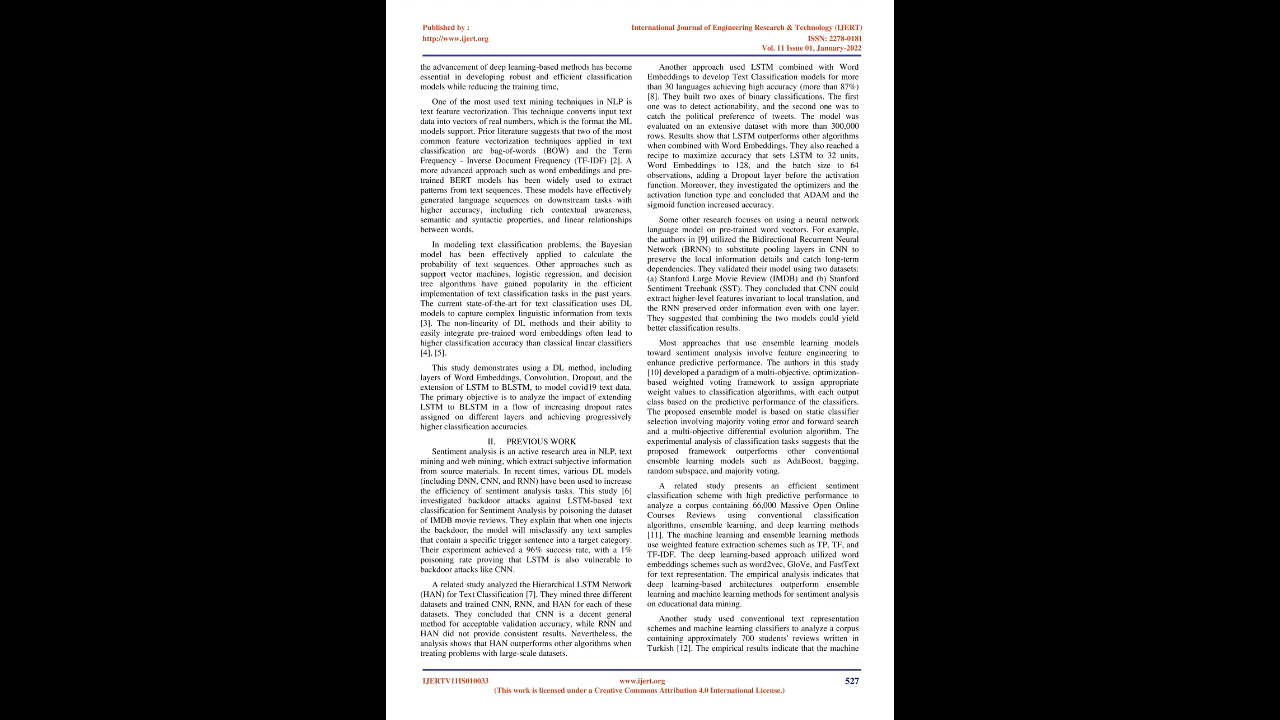 Published by :
http://www.ijert.org
International Journal of Engineering Research & Technology (IJERT)
ISSN: 2278-0181
Vol. 11 Issue 01, January-2022
the advancement of deep learning-based methods has become
essential in developing robust and efficient classification
models while reducing the training time,
One of the most used text mining techniques in NLP is
text feature vectorization. This technique converts input text
data into vectors of real numbers, which is the format the ML
models support. Prior literature suggests that two of the most
common feature vectorization techniques applied in text
classification are bag-of-words (BOW) and the Term
Frequency - Inverse Document Frequency (TF-IDF) [2]. A
more advanced approach such as word embeddings and pre-
trained BERT models has been widely used to extract
patterns from text sequences. These models have effectively
generated language sequences on downstream tasks with
higher accuracy, including rich contextual awareness,
semantic and syntactic properties, and linear relationships
between words.
In modeling text classification problems, the Bayesian
model has been effectively applied to calculate the
probability of text sequences. Other approaches such as
support vector machines, logistic regression, and decision
tree algorithms have gained popularity in the efficient
implementation of text classification tasks in the past years.
The current state-of-the-art for text classification uses DL
models to capture complex linguistic information from texts
[3]. The non-linearity of DL methods and their ability to
easily integrate pre-trained word embeddings often lead to
higher classification accuracy than classical linear classifiers
[4], [5].
This study demonstrates using a DL method, including
layers of Word Embeddings, Convolution, Dropout, and the
extension of LSTM to BLSTM, to model covid19 text data.
The primary objective is to analyze the impact of extending
LSTM to BLSTM in a flow of increasing dropout rates
assigned on different layers and achieving progressively
higher classification accuracies.
II. PREVIOUS WORK
Sentiment analysis is an active research area in NLP, text
mining and web mining, which extract subjective information
from source materials. In recent times, various DL models
(including DNN, CNN, and RNN) have been used to increase
the efficiency of sentiment analysis tasks. This study [6]
investigated backdoor attacks against LSTM-based text
classification for Sentiment Analysis by poisoning the dataset
of IMDB movie reviews. They explain that when one injects
the backdoor, the model will misclassify any text samples
that contain a specific trigger sentence into a target category.
Their experiment achieved a 96% success rate, with a 1%
poisoning rate proving that LSTM is also vulnerable to
backdoor attacks like CNN.
A related study analyzed the Hierarchical LSTM Network
(HAN) for Text Classification [7]. They mined three different
datasets and trained CNN, RNN, and HAN for each of these
datasets. They concluded that CNN is a decent general
method for acceptable validation accuracy, while RNN and
HAN did not provide consistent results. Nevertheless, the
analysis shows that HAN outperforms other algorithms when
treating problems with large-scale datasets.
Another approach used LSTM combined with Word
Embeddings to develop Text Classification models for more
than 30 languages achieving high accuracy (more than 87%)
[8]. They built two axes of binary classifications. The first
one was to detect actionability, and the second one was to
catch the political preference of tweets. The model was
evaluated on an extensive dataset with more than 300,000
rows. Results show that LSTM outperforms other algorithms
when combined with Word Embeddings. They also reached a
recipe to maximize accuracy that sets LSTM to 32 units,
Word Embeddings to 128, and the batch size to 64
observations, adding a Dropout layer before the activation
function. Moreover, they investigated the optimizers and the
activation function type and concluded that ADAM and the
sigmoid function increased accuracy.
Some other research focuses on using a neural network
language model on pre-trained word vectors. For example,
the authors in [9] utilized the Bidirectional Recurrent Neural
Network (BRNN) to substitute pooling layers in CNN to
preserve the local information details and catch long-term
dependencies. They validated their model using two datasets;
(a) Stanford Large Movie Review (IMDB) and (b) Stanford
Sentiment Treebank (SST). They concluded that CNN could
extract higher-level features invariant to local translation, and
the RNN preserved order information even with one layer.
They suggested that combining the two models could yield
better classification results.
Most approaches that use ensemble learning models
toward sentiment analysis involve feature engineering to
enhance predictive performance. The authors in this study
[10] developed a paradigm of a multi-objective, optimization-
based weighted voting framework to assign appropriate
weight values to classification algorithms, with each output
class based on the predictive performance of the classifiers.
The proposed ensemble model is based on static classifier
selection involving majority voting error and forward search
and a multi-objective differential evolution algorithm. The
experimental analysis of classification tasks suggests that the
proposed framework outperforms other conventional
ensemble learning models such as AdaBoost, bagging,
random subspace, and majority voting.
A related study presents an efficient sentiment
classification scheme with high predictive performance to
analyze a corpus containing 66,000 Massive Open Online
Courses Reviews using conventional classification
algorithms, ensemble learning, and deep learning methods
[11]. The machine learning and ensemble learning methods
use weighted feature extraction schemes such as TP, TF, and
TF-IDF. The deep learning-based approach utilized word
embeddings schemes such as word2vec, GloVe, and FastText
for text representation. The empirical analysis indicates that
deep learning-based architectures outperform ensemble
learning and machine learning methods for sentiment analysis
on educational data mining.
Another study used conventional text representation
schemes and machine learning classifiers to analyze a corpus
containing approximately 700 students' reviews written in
Turkish [12]. The empirical results indicate that the machine
IJERTV11IS010033
www.ijert.org
527
(This work is licensed under a Creative Commons Attribution 4.0 International License.)